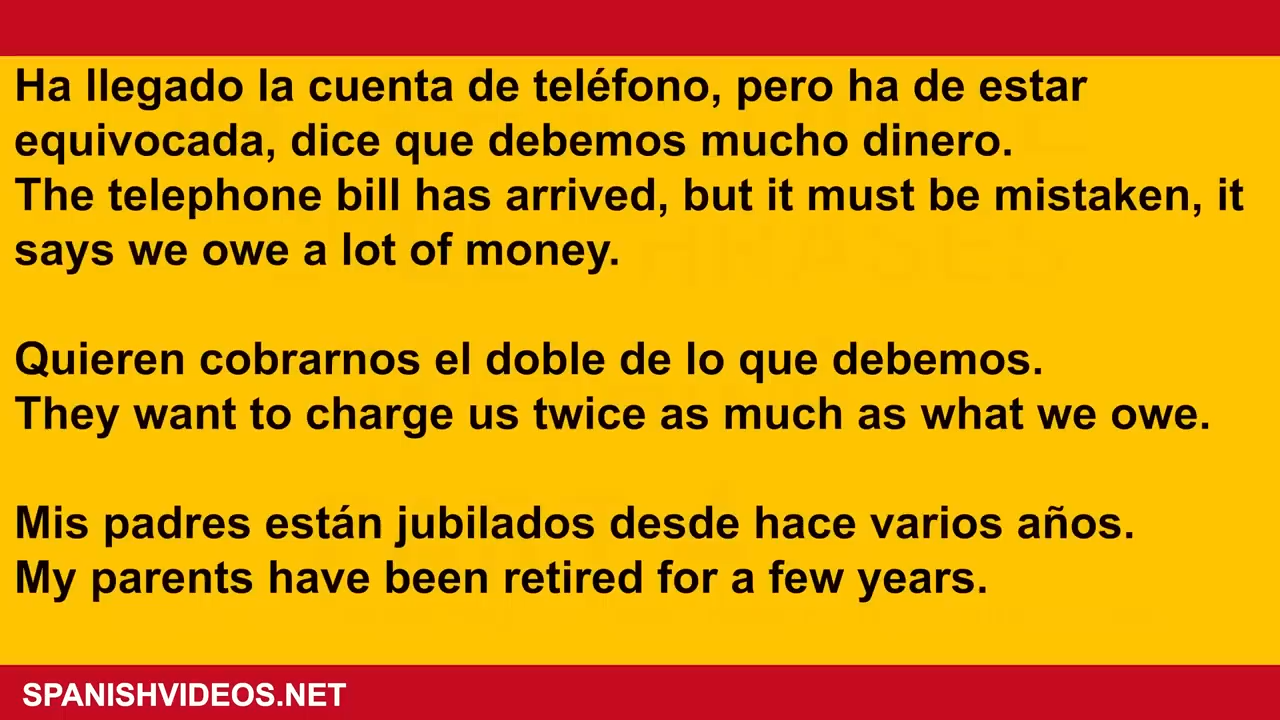 Ha llegado la cuenta de teléfono, pero ha de estar
equivocada, dice que debemos mucho dinero.
The telephone bill has arrived, but it must be mistaken, it
says we owe a lot of money.
Quieren cobrarnos el doble de lo que debemos.
They want to charge us twice as much as what we owe.
Mis padres están jubilados desde hace varios años.
My parents have been retired for a few years.
SPANISHVIDEOS.NET